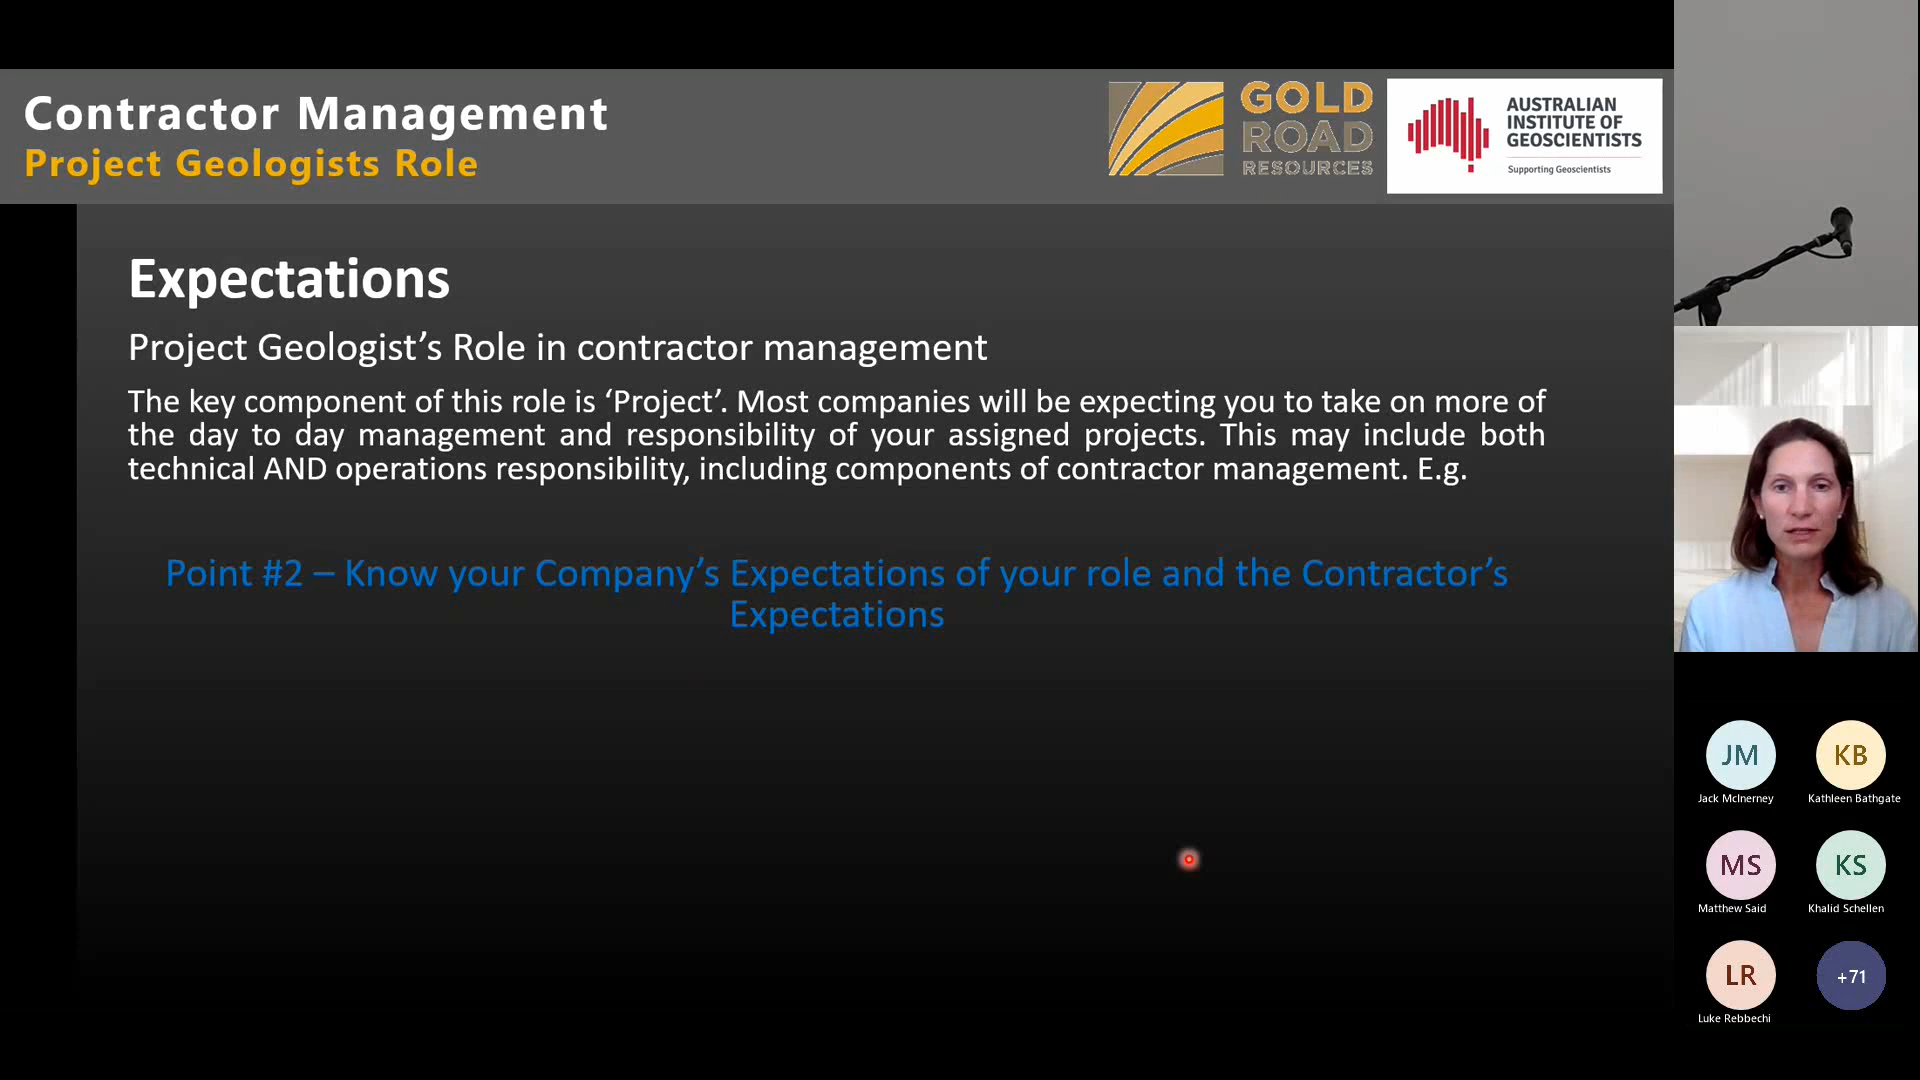 Contractor Management
Project Geologists Role
GOLD
ROAD
RESOURCES
AUSTRALIAN
INSTITUTE OF
GEOSCIENTISTS
Supporting Geoscientists
Expectations
Project Geologist’s Role in contractor management
The key component of this role is ‘Project’. Most companies will be expecting you to take on more of
the day to day management and responsibility of your assigned projects. This may include both
technical AND operations responsibility, including components of contractor management. E.g.
Point #2 – Know your Company’s Expectations of your role and the Contractor’s
Expectations
JM
KB
Jack McInerney
Kathleen Bathgate
MS
KS
Matthew Said
Khalid Schellen
LR
+71
Luke Rebbechi